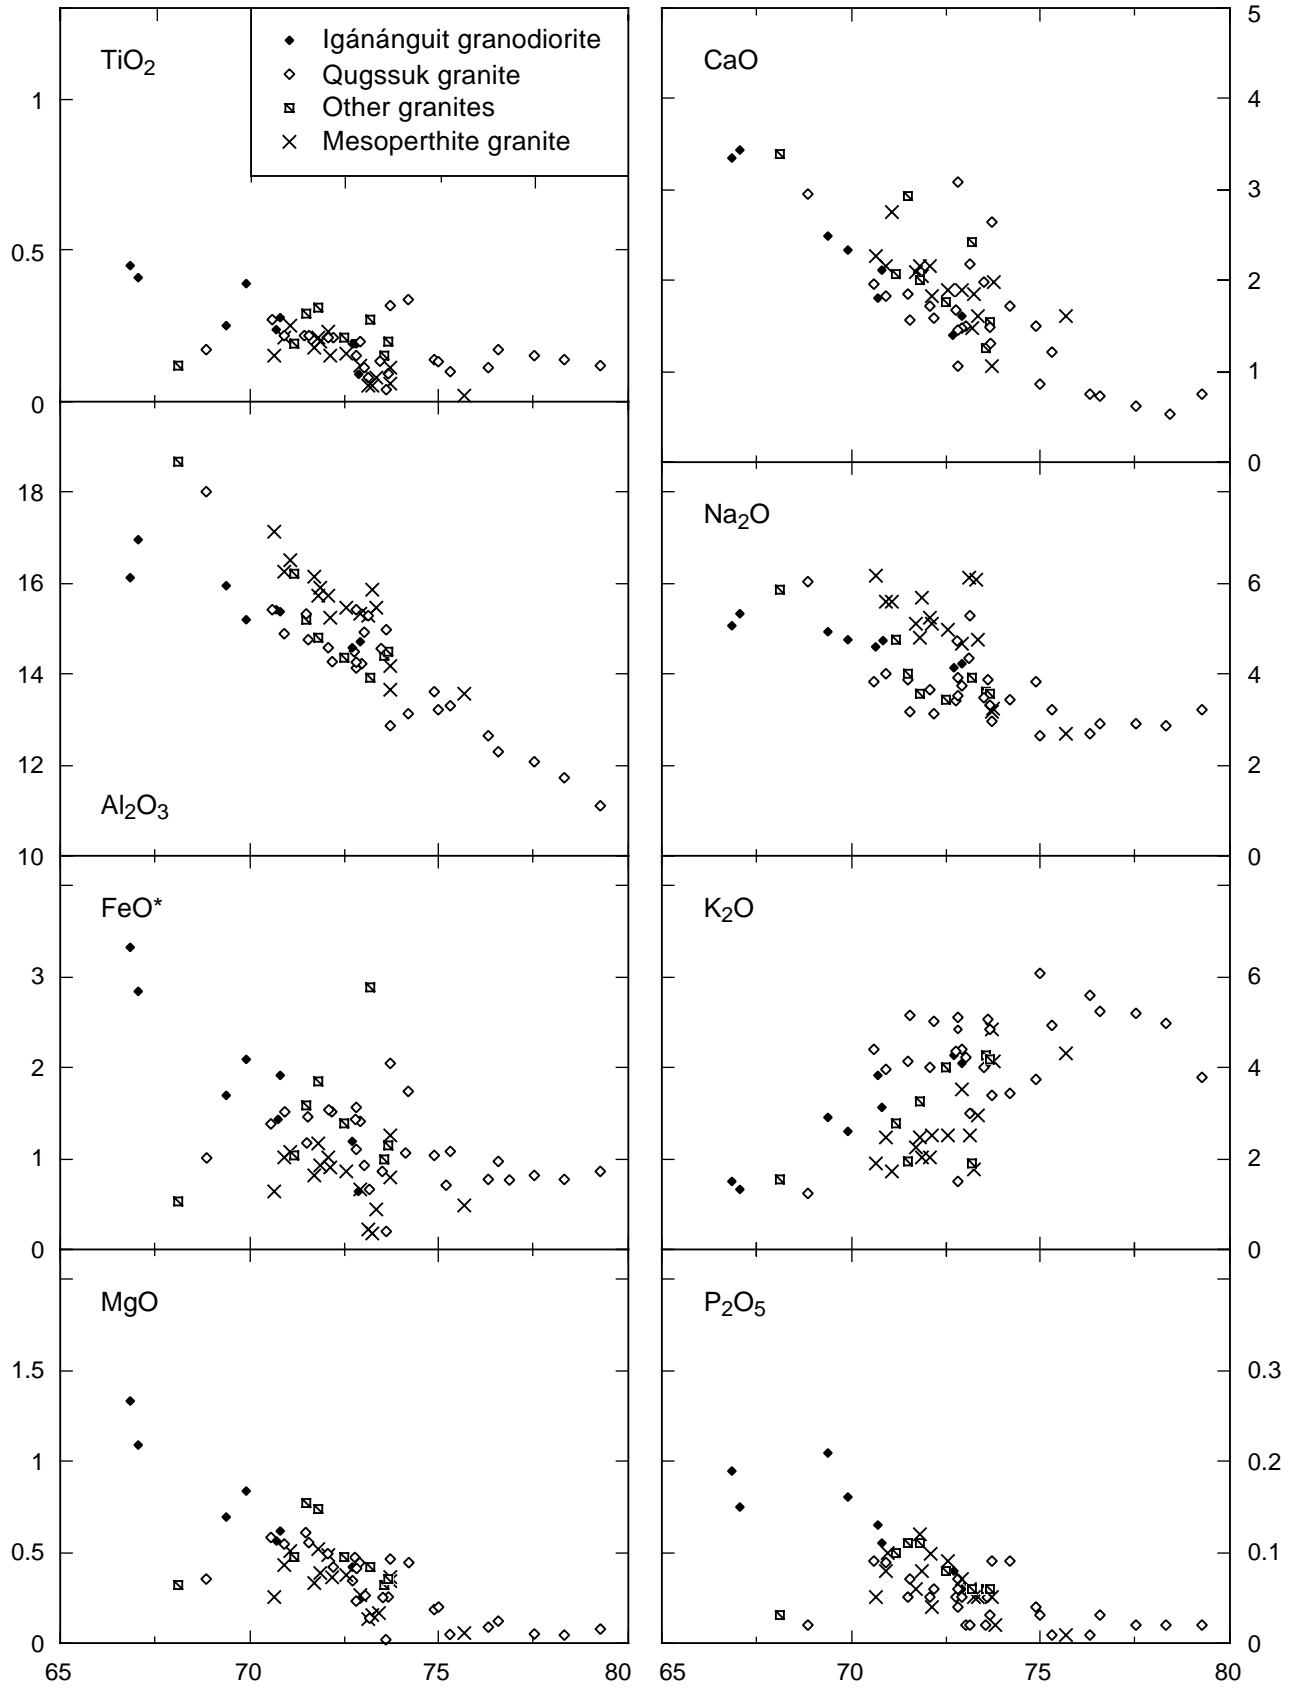 TiO2
Igánánguit granodiorite
Qugssuk granite
Other granites
Mesoperthite granite
1
0.5
0
CaO
5
4
3
2
1
0
Al2O3
18
16
14
12
10
Na2O
6
4
2
0
FeO*
3
2
1
0
K2O
6
4
2
0
MgO
1.5
1
0.5
0
P2O5
0.3
0.2
0.1
0
65 70 75 80
65 70 75 80